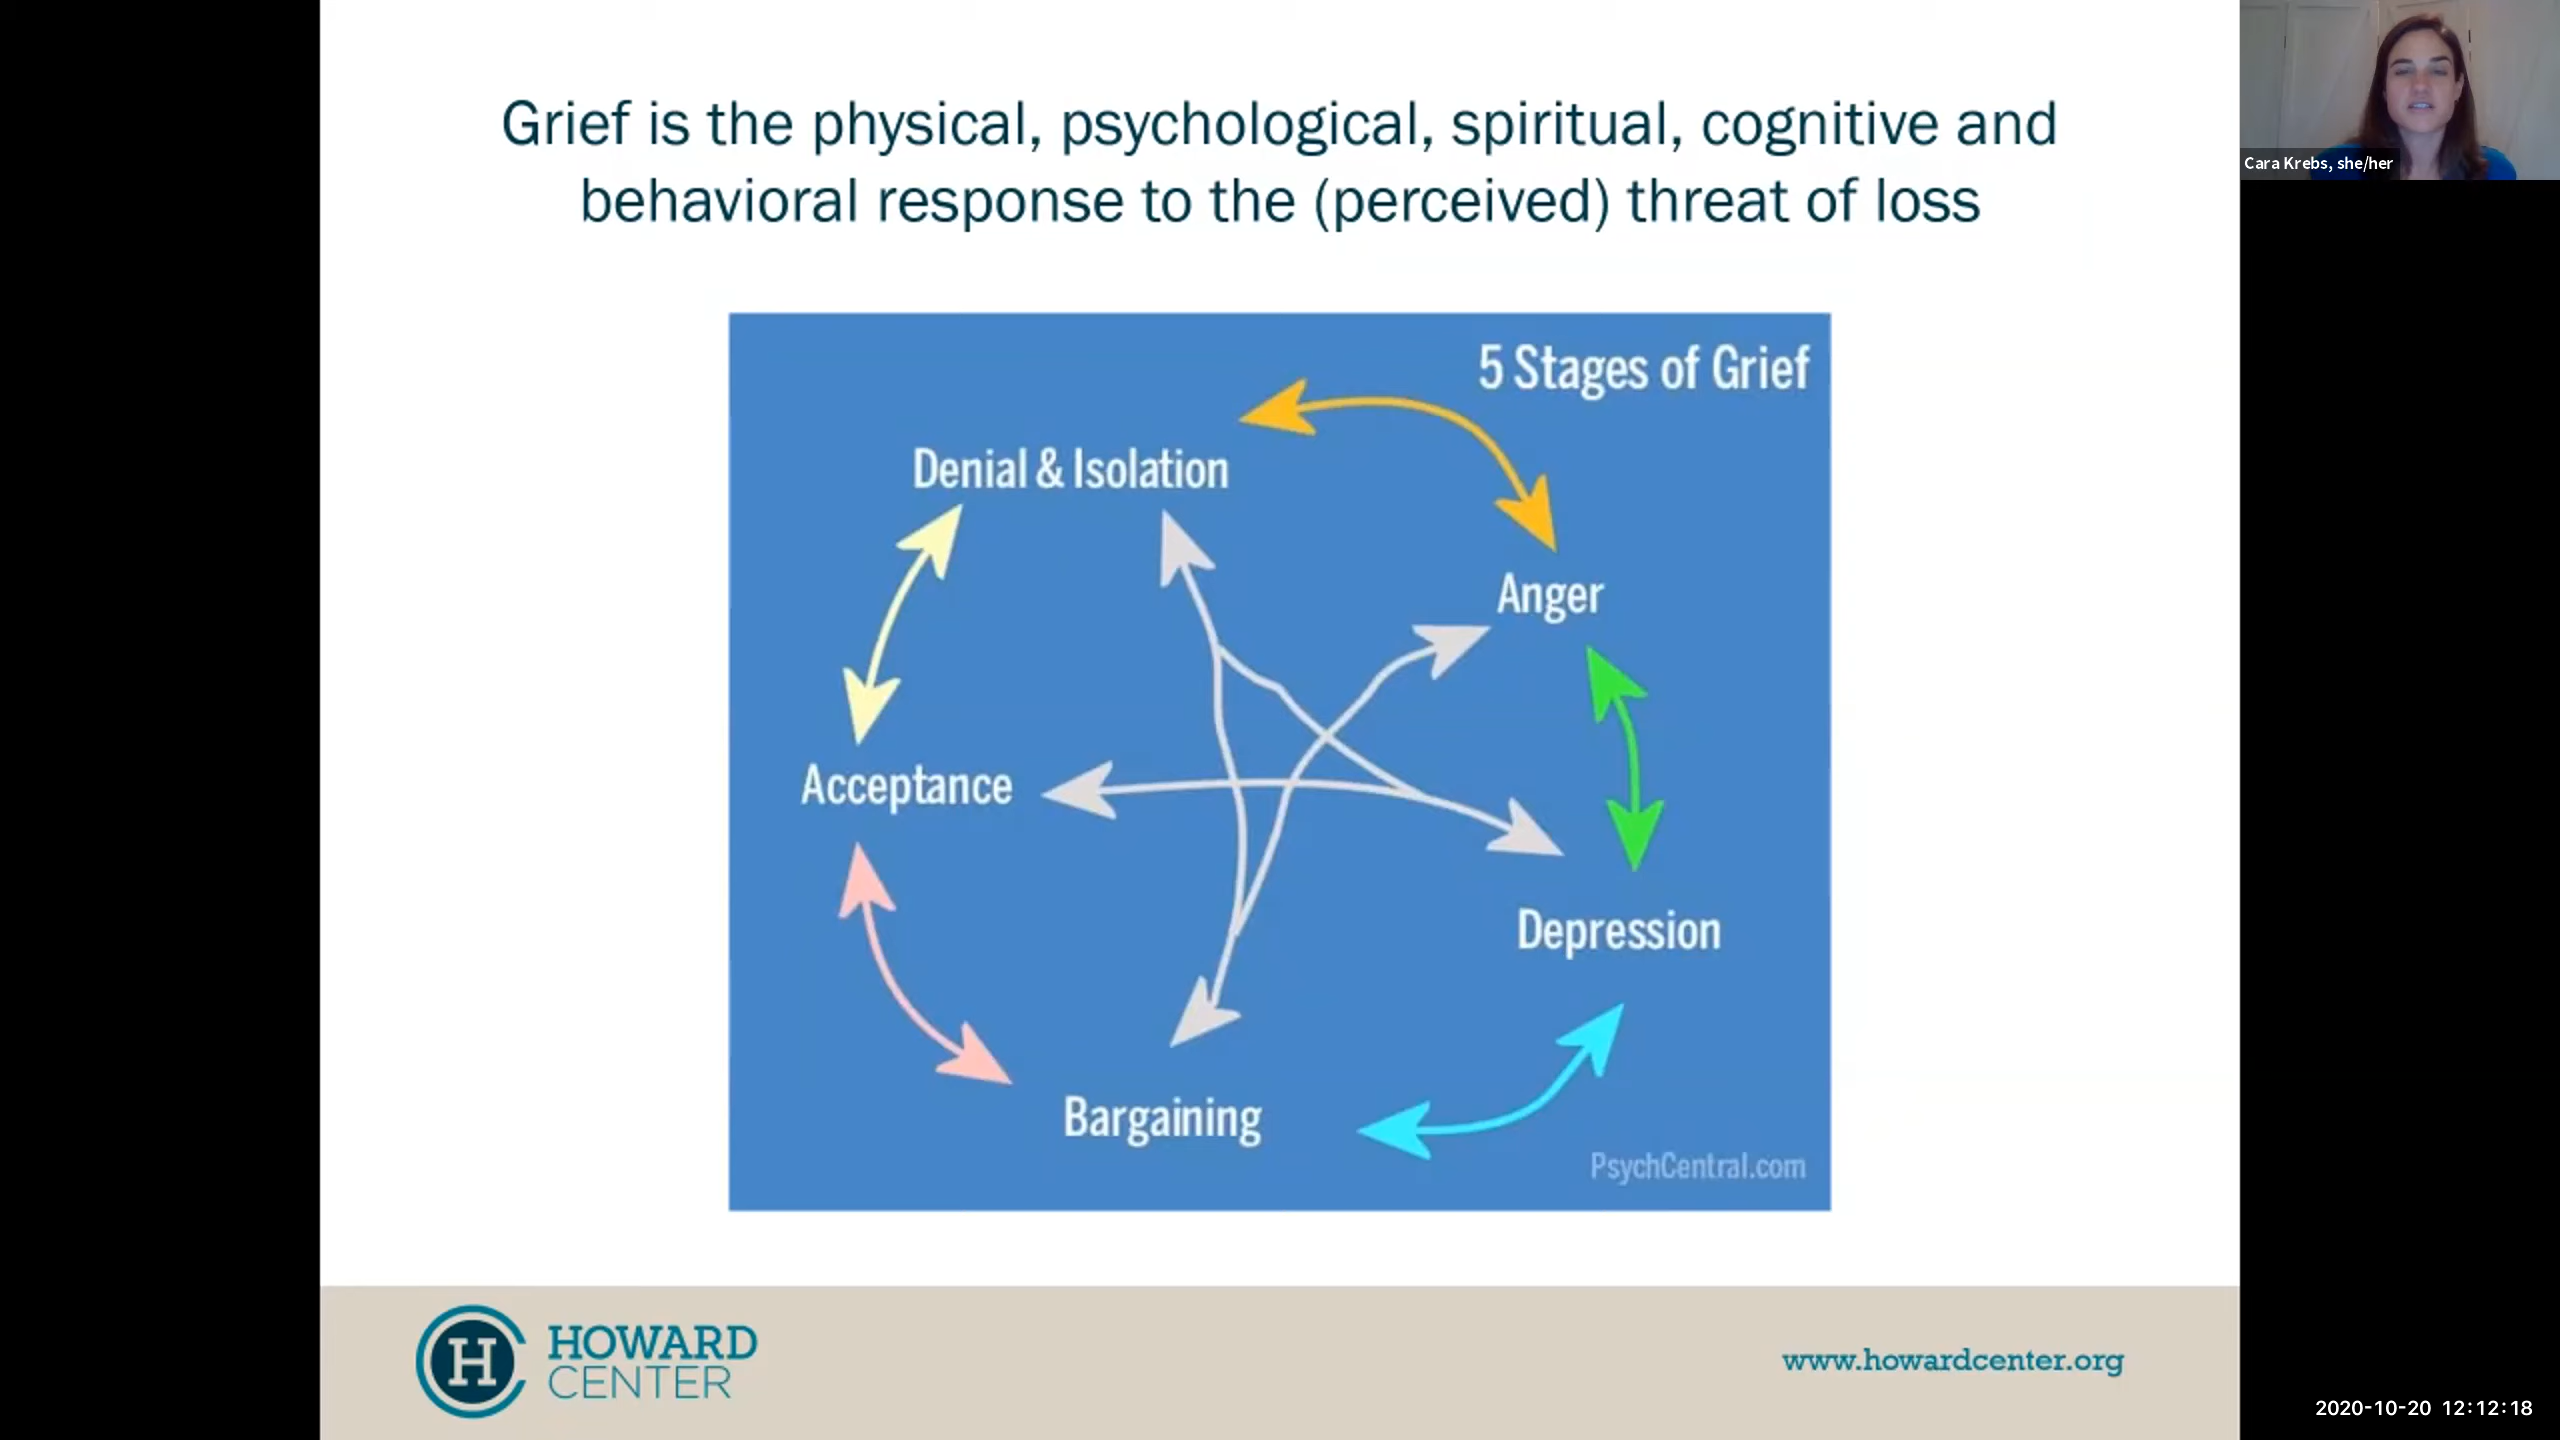 Grief is the physical, psychological, spiritual, cognitive and
behavioral response to the (perceived) threat of loss
Cara Krebs, she/her
5 Stages of Grief
Denial & Isolation
Anger
Acceptance
Depression
Bargaining
PsychCentral.com
H
HOWARD
CENTER
www.howardcenter.org
2020-10-20 12:12:18